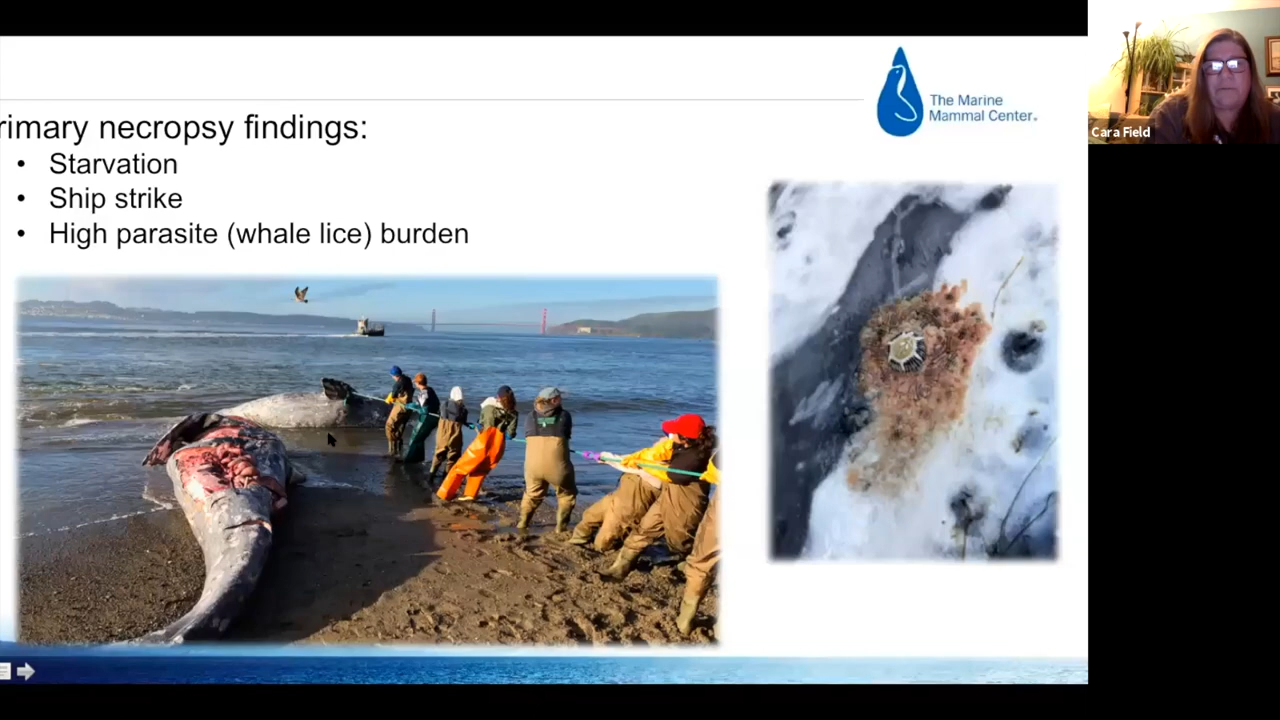 The Marine
Mammal Center.
rimary necropsy findings:
• Starvation
• Ship strike
• High parasite (whale lice) burden
Cara Field